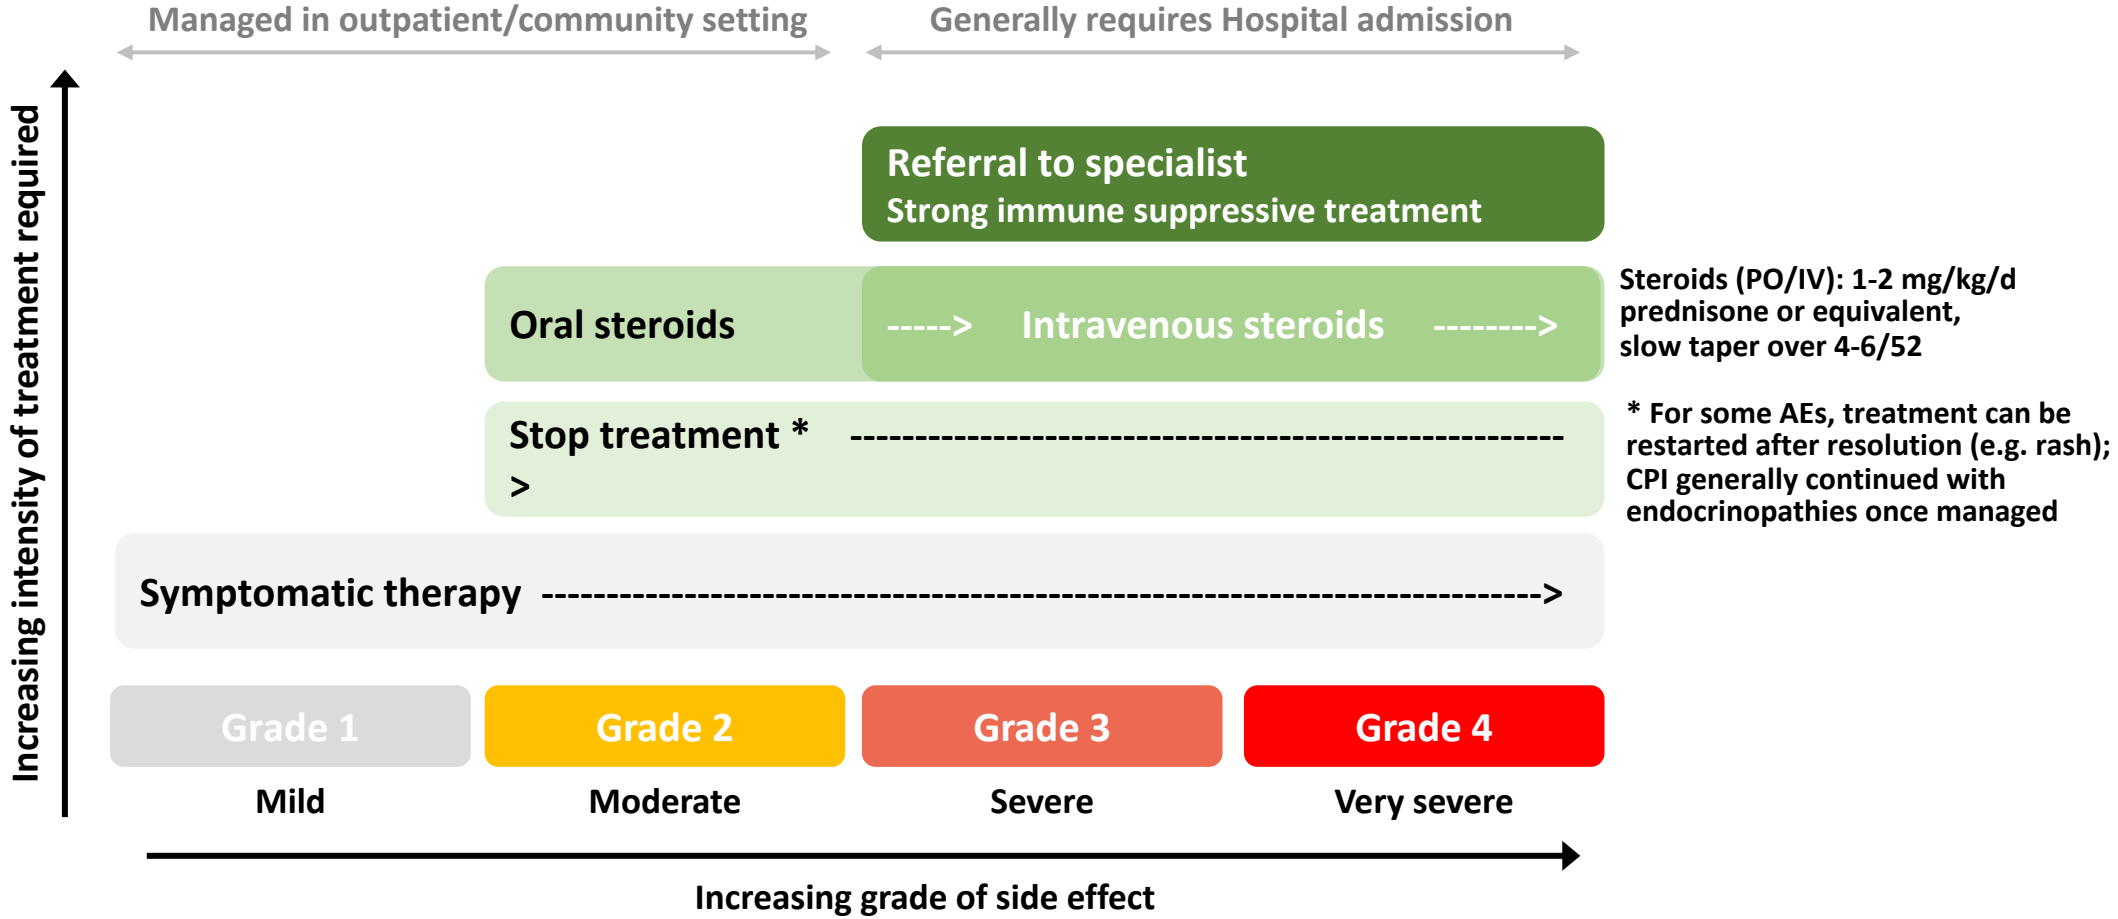 Managed in outpatient/community setting
Generally requires Hospital admission
Increasing intensity of treatment required
Referral to specialist
Strong immune suppressive treatment
Oral steroids
-----> Intravenous steroids -------->
Steroids (PO/IV): 1-2 mg/kg/d
prednisone or equivalent,
slow taper over 4-6/52
Stop treatment * -------------------------------------------------------
>
* For some AEs, treatment can be
restarted after resolution (e.g. rash);
CPI generally continued with
endocrinopathies once managed
Symptomatic therapy ----------------------------------------------------------------------------->
Grade 1
Grade 2
Grade 3
Grade 4
Mild
Moderate
Severe
Very severe
Increasing grade of side effect